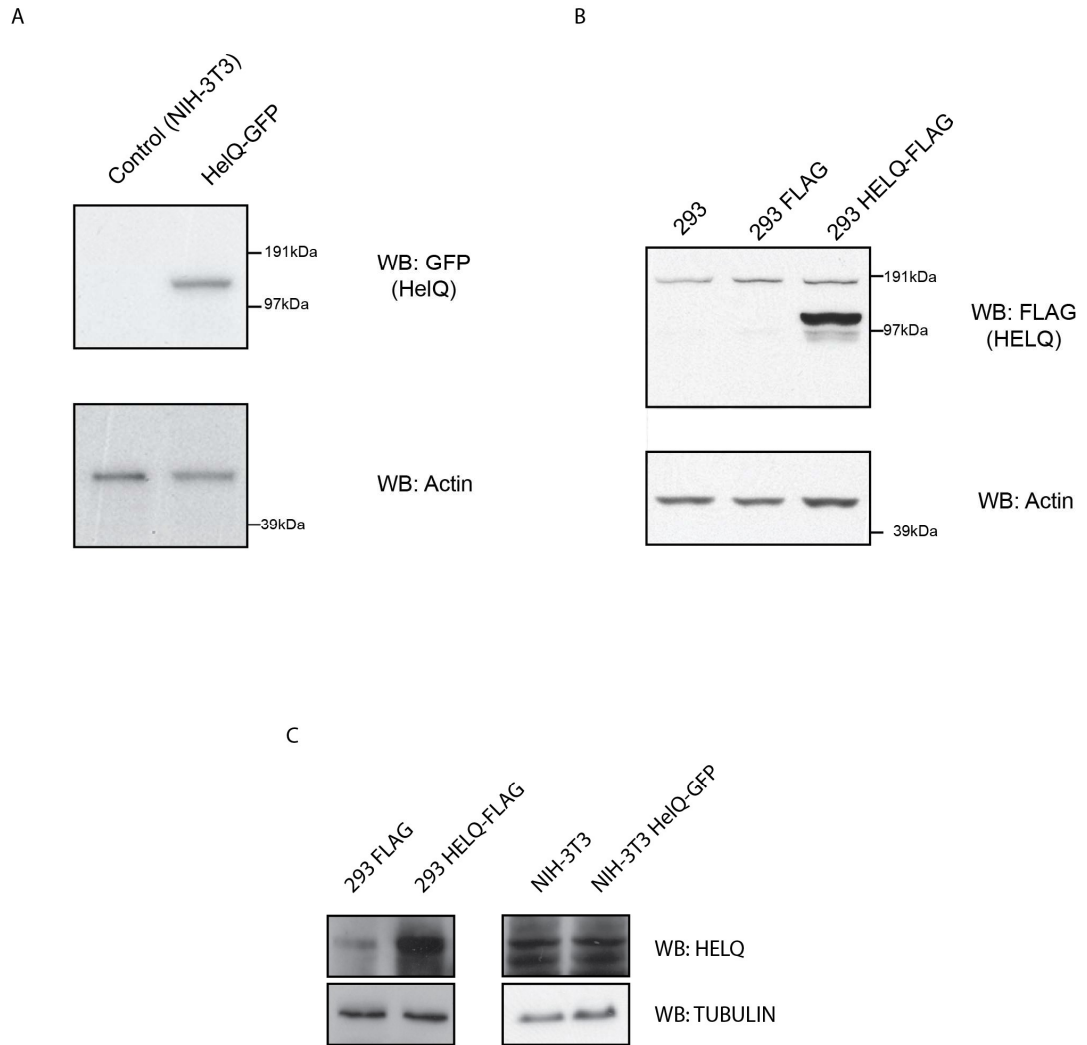 A
Control (NIH-3T3)
HelQ-GFP
191kDa
97kDa
WB: GFP
(HelQ)
39kDa
WB: Actin
B
293
293 FLAG
293 HELQ-FLAG
191kDa
97kDa
WB: FLAG
(HELQ)
39kDa
WB: Actin
C
293 FLAG
293 HELQ-FLAG
NIH-3T3
NIH-3T3 HelQ-GFP
WB: HELQ
WB: TUBULIN